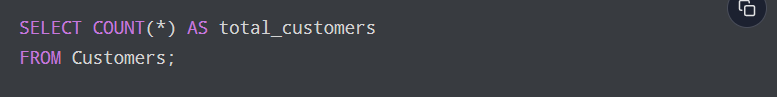 SELECT COUNT(*) AS total_customers
FROM Customers;